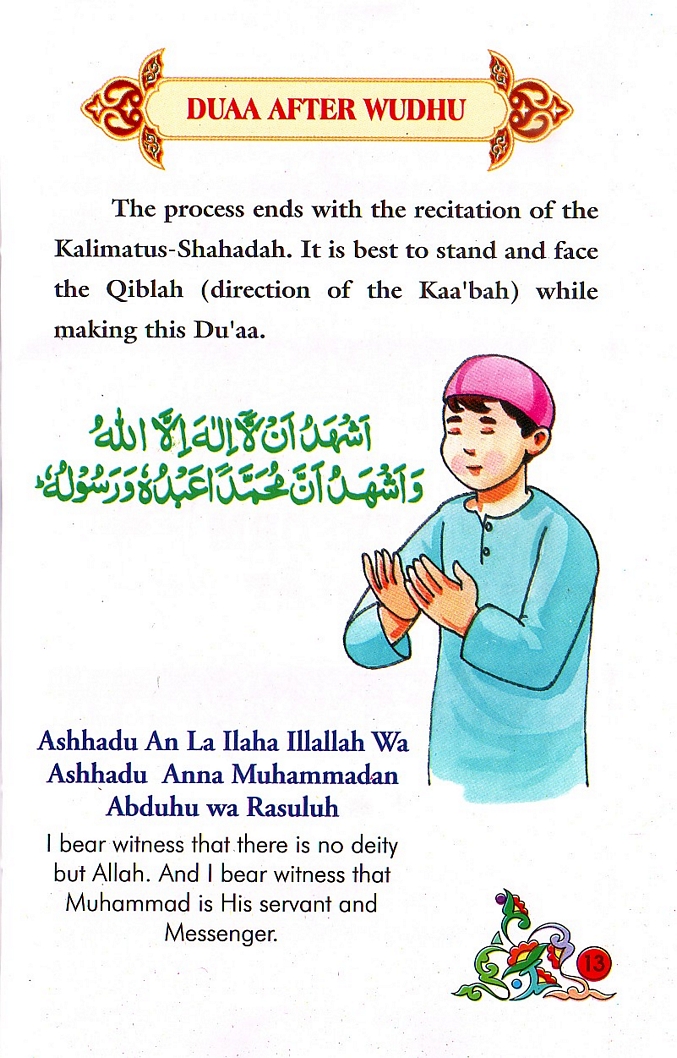 DUAA AFTER WUDHU
The process ends with the recitation of the
Kalimatus-Shahadah. It is best to stand and face
the Qiblah (direction of the Kaa'bah) while
making this Du'aa.
اَشْهَدُ اَنْ لَّآ اِلٰهَ اِلَّا اللهُ
وَاَشْهَدُ اَنَّ مُحَمَّدًا عَبْدُهٗ وَرَسُوْلُهٗ
Ashhadu An La Ilaha Illallah Wa
Ashhadu Anna Muhammadan
Abduhu wa Rasuluh
I bear witness that there is no deity
but Allah. And I bear witness that
Muhammad is His servant and
Messenger.
13